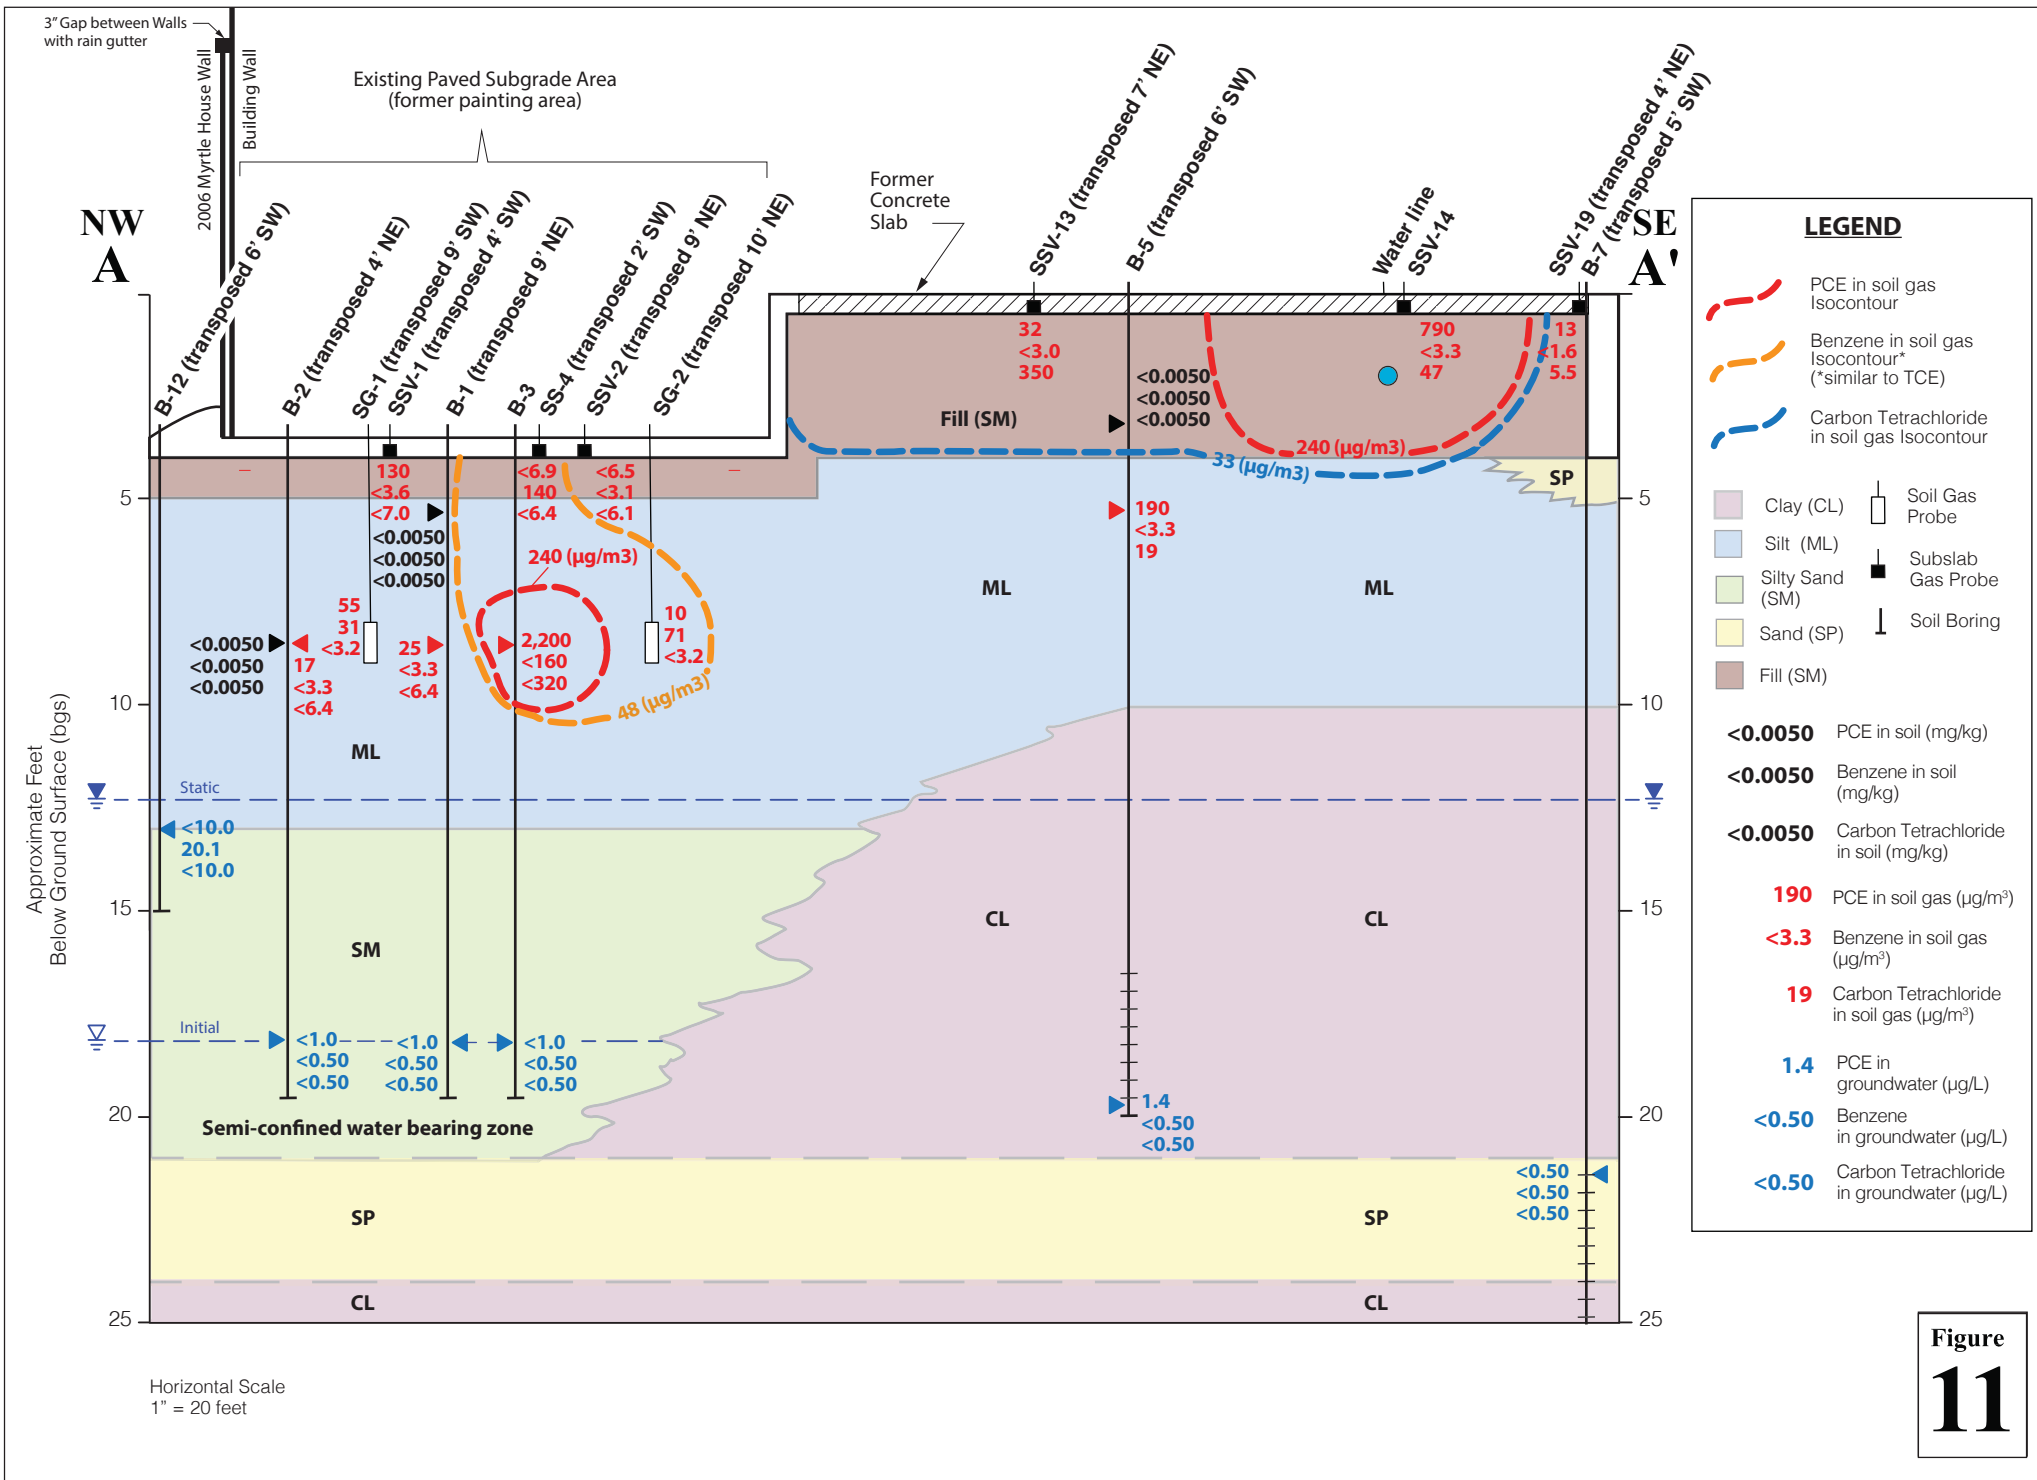 3" Gap between Walls
with rain gutter
2006 Myrtle House Wall
Building Wall
Existing Paved Subgrade Area
(former painting area)
NW
A
SE
A'
B-12 (transposed 6' SW)
B-2 (transposed 4' NE)
SG-1 (transposed 9' SW)
SSV-1 (transposed 4' SW)
B-1 (transposed 9' NE)
B-3
SS-4 (transposed 2' SW)
SSV-2 (transposed 9' NE)
SG-2 (transposed 10' NE)
Former
Concrete
Slab
SSV-13 (transposed 7' NE)
B-5 (transposed 6' SW)
Water line
SSV-14
SSV-19 (transposed 4' NE)
B-7 (transposed 5' SW)
32
<3.0
350
<0.0050
<0.0050
<0.0050
790
<3.3
47
13
<1.6
5.5
Fill (SM)
240 (µg/m3)
33 (µg/m3)
SP
130
<3.6
<7.0
<6.9
140
<6.4
<6.5
<3.1
<6.1
<0.0050
<0.0050
<0.0050
240 (µg/m3)
190
<3.3
19
ML
ML
55
31
<3.2
10
71
<3.2
<0.0050
<0.0050
<0.0050
17
<3.3
<6.4
25
<3.3
<6.4
2,200
<160
<320
48 (µg/m3)
ML
Static
<10.0
20.1
<10.0
SM
CL
CL
Initial
<1.0
<0.50
<0.50
<1.0
<0.50
<0.50
<1.0
<0.50
<0.50
1.4
<0.50
<0.50
Semi-confined water bearing zone
<0.50
<0.50
<0.50
SP
SP
CL
CL
5
10
15
20
25
5
10
15
20
25
Approximate Feet
Below Ground Surface (bgs)
Horizontal Scale
1" = 20 feet
LEGEND
PCE in soil gas
Isocontour
Benzene in soil gas
Isocontour*
(*similar to TCE)
Carbon Tetrachloride
in soil gas Isocontour
Clay (CL)
Silt (ML)
Silty Sand
(SM)
Sand (SP)
Fill (SM)
Soil Gas
Probe
Subslab
Gas Probe
Soil Boring
<0.0050 PCE in soil (mg/kg)
<0.0050 Benzene in soil
(mg/kg)
<0.0050 Carbon Tetrachloride
in soil (mg/kg)
190 PCE in soil gas (µg/m³)
<3.3 Benzene in soil gas
(µg/m³)
19 Carbon Tetrachloride
in soil gas (µg/m³)
1.4 PCE in
groundwater (µg/L)
<0.50 Benzene
in groundwater (µg/L)
<0.50 Carbon Tetrachloride
in groundwater (µg/L)
Figure
11